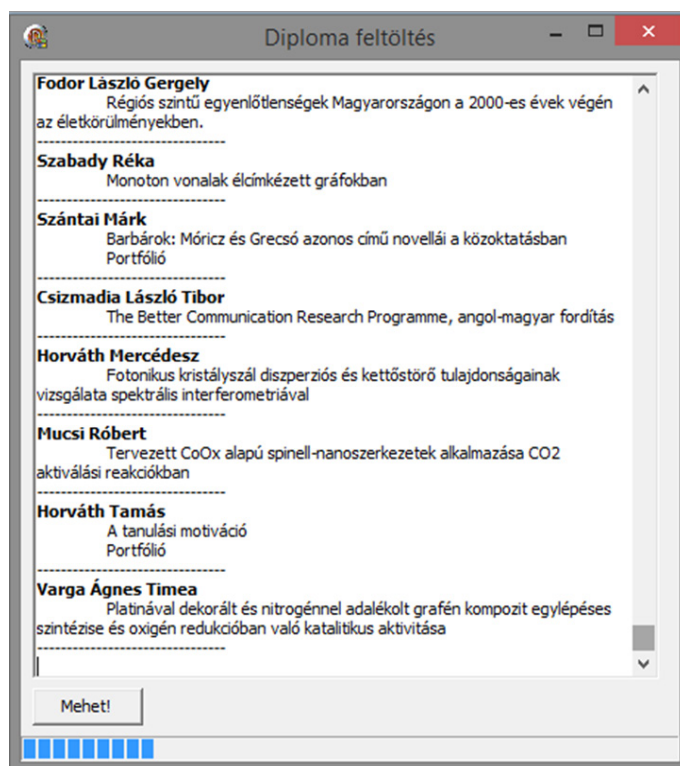 Diploma feltöltés
Fodor László Gergely
Régiós szintű egyenlőtlenségek Magyarországon a 2000-es évek végén
az életkörülményekben.
--------------------------------
Szabady Réka
Monoton vonalak élcímkézett gráfokban
--------------------------------
Szántai Márk
Barbárok: Móricz és Grecsó azonos című novellái a közoktatásban
Portfólió
--------------------------------
Csizmadia László Tibor
The Better Communication Research Programme, angol-magyar fordítás
--------------------------------
Horváth Mercédesz
Fotonikus kristályszál diszperziós és kettőstörő tulajdonságainak
vizsgálata spektrális interferometriával
--------------------------------
Mucsi Róbert
Tervezett CoOx alapú spinell-nanoszerkezetek alkalmazása CO2
aktiválási reakciókban
--------------------------------
Horváth Tamás
A tanulási motiváció
Portfólió
--------------------------------
Varga Ágnes Timea
Platinával dekorált és nitrogénnel adalékolt grafén kompozit egylépéses
szintézise és oxigén redukcióban való katalitikus aktivitása
--------------------------------
Mehet!